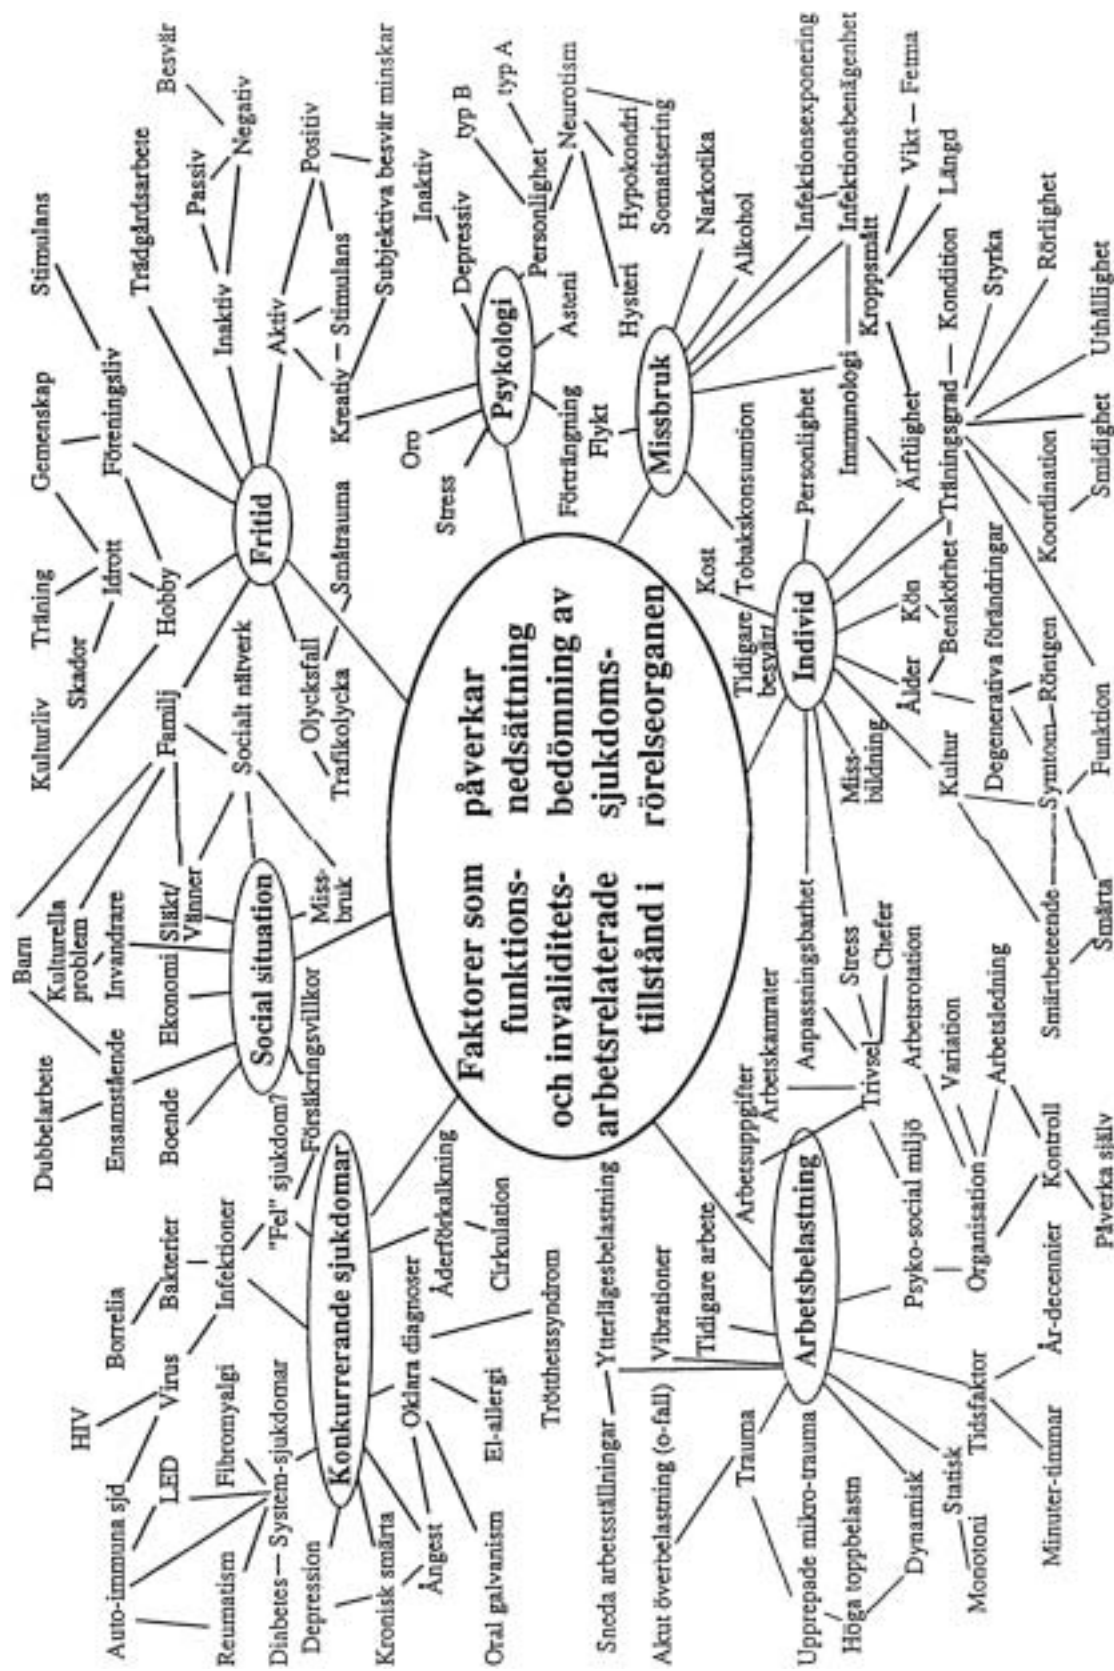 Dubbelarbete
Barn
Kulturliv
Träning
Gemenskap
Stimulans
HIV
Borrelia
Ensamstående
Kulturella
problem
Invandrare
Skador
Idrott
Föreningsliv
Trädgårdsarbete
Auto-immuna sjd
LED
Virus
Bakterier
Boende
Ekonomi
Släkt/
Vänner
Familj
Hobby
Besvär
Passiv
Reumatism
Fibromyalgi
Infektioner
Inaktiv
Negativ
Diabetes
System-sjukdomar
"Fel" sjukdom?
Social situation
Socialt nätverk
Fritid
Aktiv
Positiv
Depression
Försäkringsvillkor
Miss-
bruk
Olycksfall
Trafikolycka
Småtrauma
Kreativ
Stimulans
Subjektiva besvär minskar
Konkurrerande sjukdomar
Kronisk smärta
Ångest
Oklara diagnoser
Åderförkalkning
Oro
Stress
Inaktiv
Depressiv
typ B
typ A
Oral galvanism
El-allergi
Cirkulation
Psykologi
Personlighet
Neurotism
Trötthetssyndrom
Asteni
Förträngning
Flykt
Hysteri
Hypokondri
Somatisering
Faktorer som påverkar
funktions- nedsättning
och invaliditets- bedömning av
arbetsrelaterade sjukdoms-
tillstånd i rörelseorganen
Sneda arbetsställningar
Ytterlägesbelastning
Missbruk
Narkotika
Akut överbelastning (o-fall)
Vibrationer
Tidigare arbete
Kost
Tobakskonsumtion
Alkohol
Trauma
Arbetsuppgifter
Arbetskamrater
Tidigare
besvär/
Upprepade mikro-trauma
Arbetsbelastning
Anpassningsbarhet
Individ
Personlighet
Infektionsexponering
Höga toppbelastn
Stress
Miss-
bildning
Immunologi
Infektionsbenägenhet
Trivsel
Chefer
Kroppsmått
Dynamisk
Psyko-social miljö
Arbetsrotation
Ålder
Kön
Ärftlighet
Vikt
Fetma
Statisk
Variation
Kultur
Benskörhet
Träningsgrad
Kondition
Längd
Monotoni
Tidsfaktor
Organisation
Arbetsledning
Degenerativa förändringar
Styrka
Minuter-timmar
År-decennier
Kontroll
Smärtbeteende
Symtom
Röntgen
Koordination
Rörlighet
Påverka själv
Smärta
Funktion
Smidighet
Uthållighet